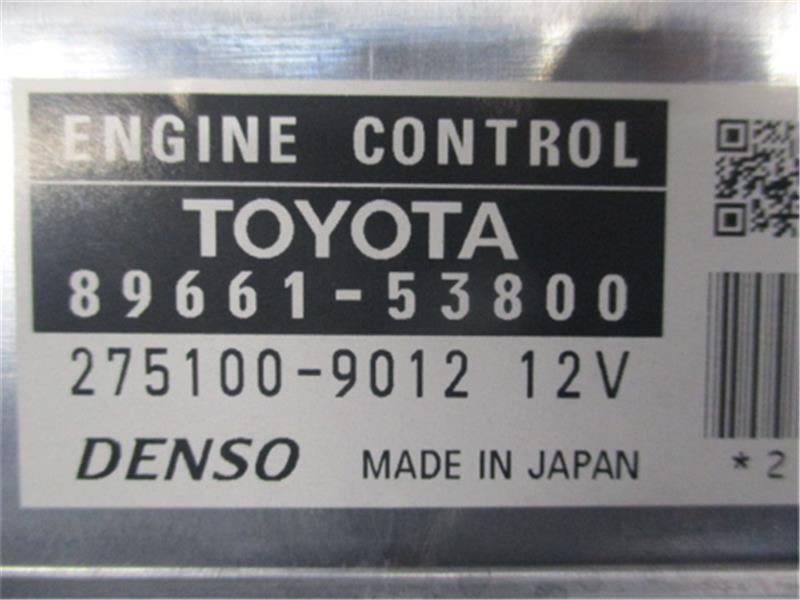 ENGINE CONTROL
TOYOTA
89661-53800
275100-9012 12V
DENSO MADE IN JAPAN
*2